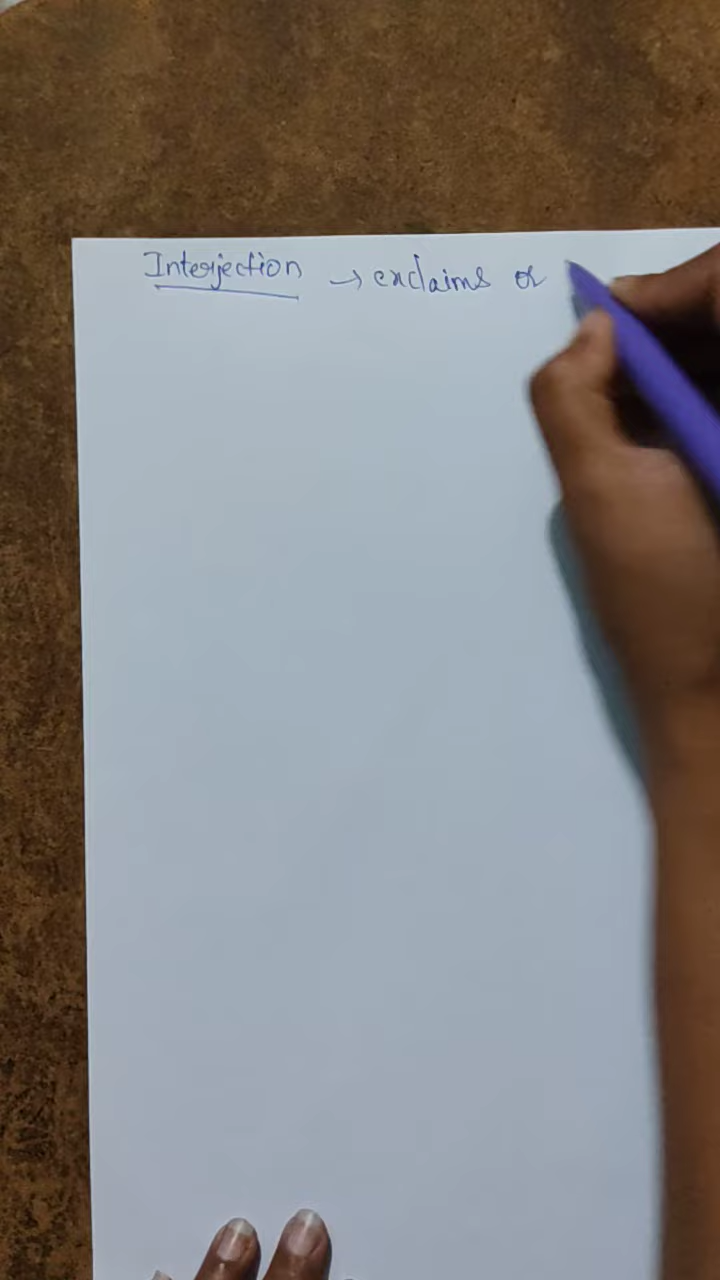 Interjection → exclaims or